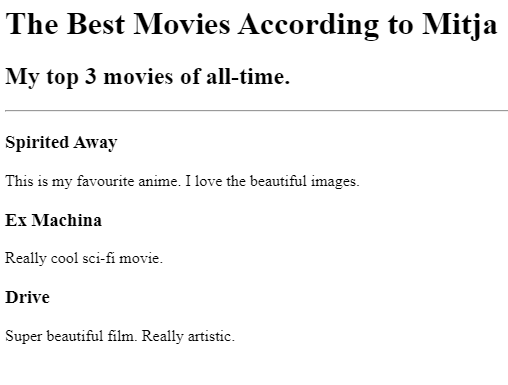 The Best Movies According to Mitja
My top 3 movies of all-time.
Spirited Away
This is my favourite anime. I love the beautiful images.
Ex Machina
Really cool sci-fi movie.
Drive
Super beautiful film. Really artistic.